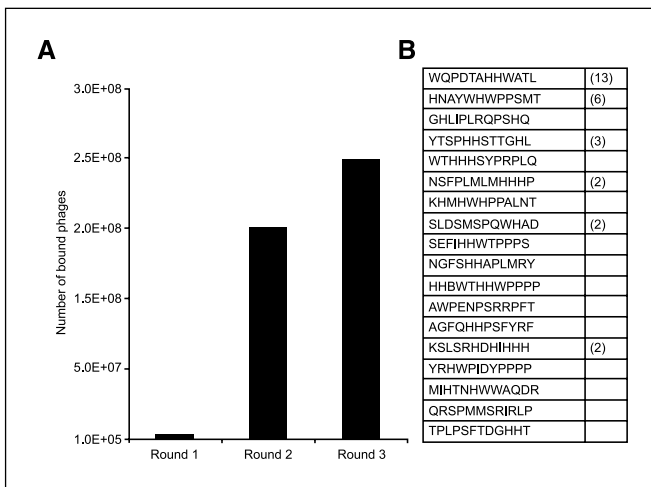 A
Number of bound phages
3.0E+08
2.5E+08
2.0E+08
1.5E+08
5.0E+07
1.0E+05
Round 1 Round 2 Round 3
B
WQPDTAHHWATL (13)
HNAYWHWPPSMT (6)
GHLIPLRQPSHQ
YTSPHHSTTGHL (3)
WTHHHSYPRPLQ
NSFPLMLMHHHP (2)
KHMHWHPPALNT
SLDSMSPQWHAD (2)
SEFIHHWTPPPS
NGFSHHAPLMRY
HHBWTHHWPPPP
AWPENPSRRPFT
AGFQHHPSFYRF
KSLSRHDHIHHH (2)
YRHWPIDYPPPP
MIHTNHWWAQDR
QRSPMMSRIRLP
TPLPSFTDGHHT